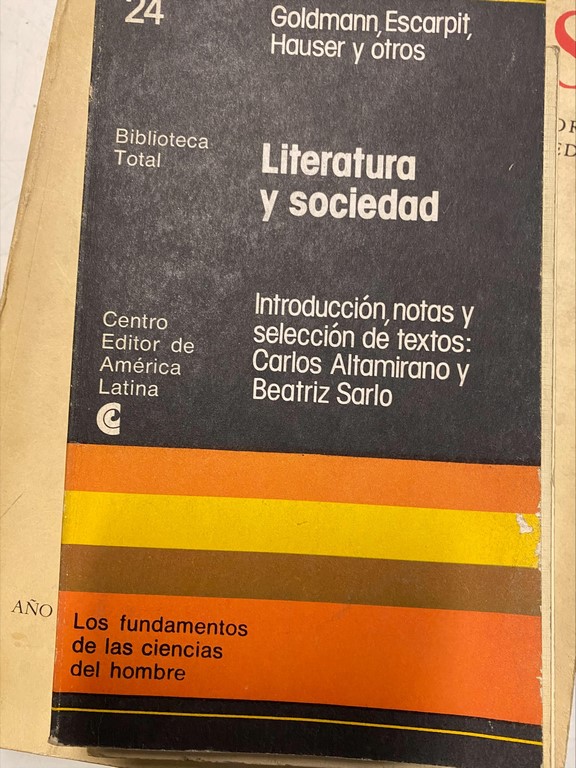 24
Goldmann, Escarpit,
Hauser y otros
Biblioteca
Total
Literatura
y sociedad
Introducción, notas y
selección de textos:
Carlos Altamirano y
Beatriz Sarlo
Centro
Editor de
América
Latina
Los fundamentos
de las ciencias
del hombre
AÑO
S